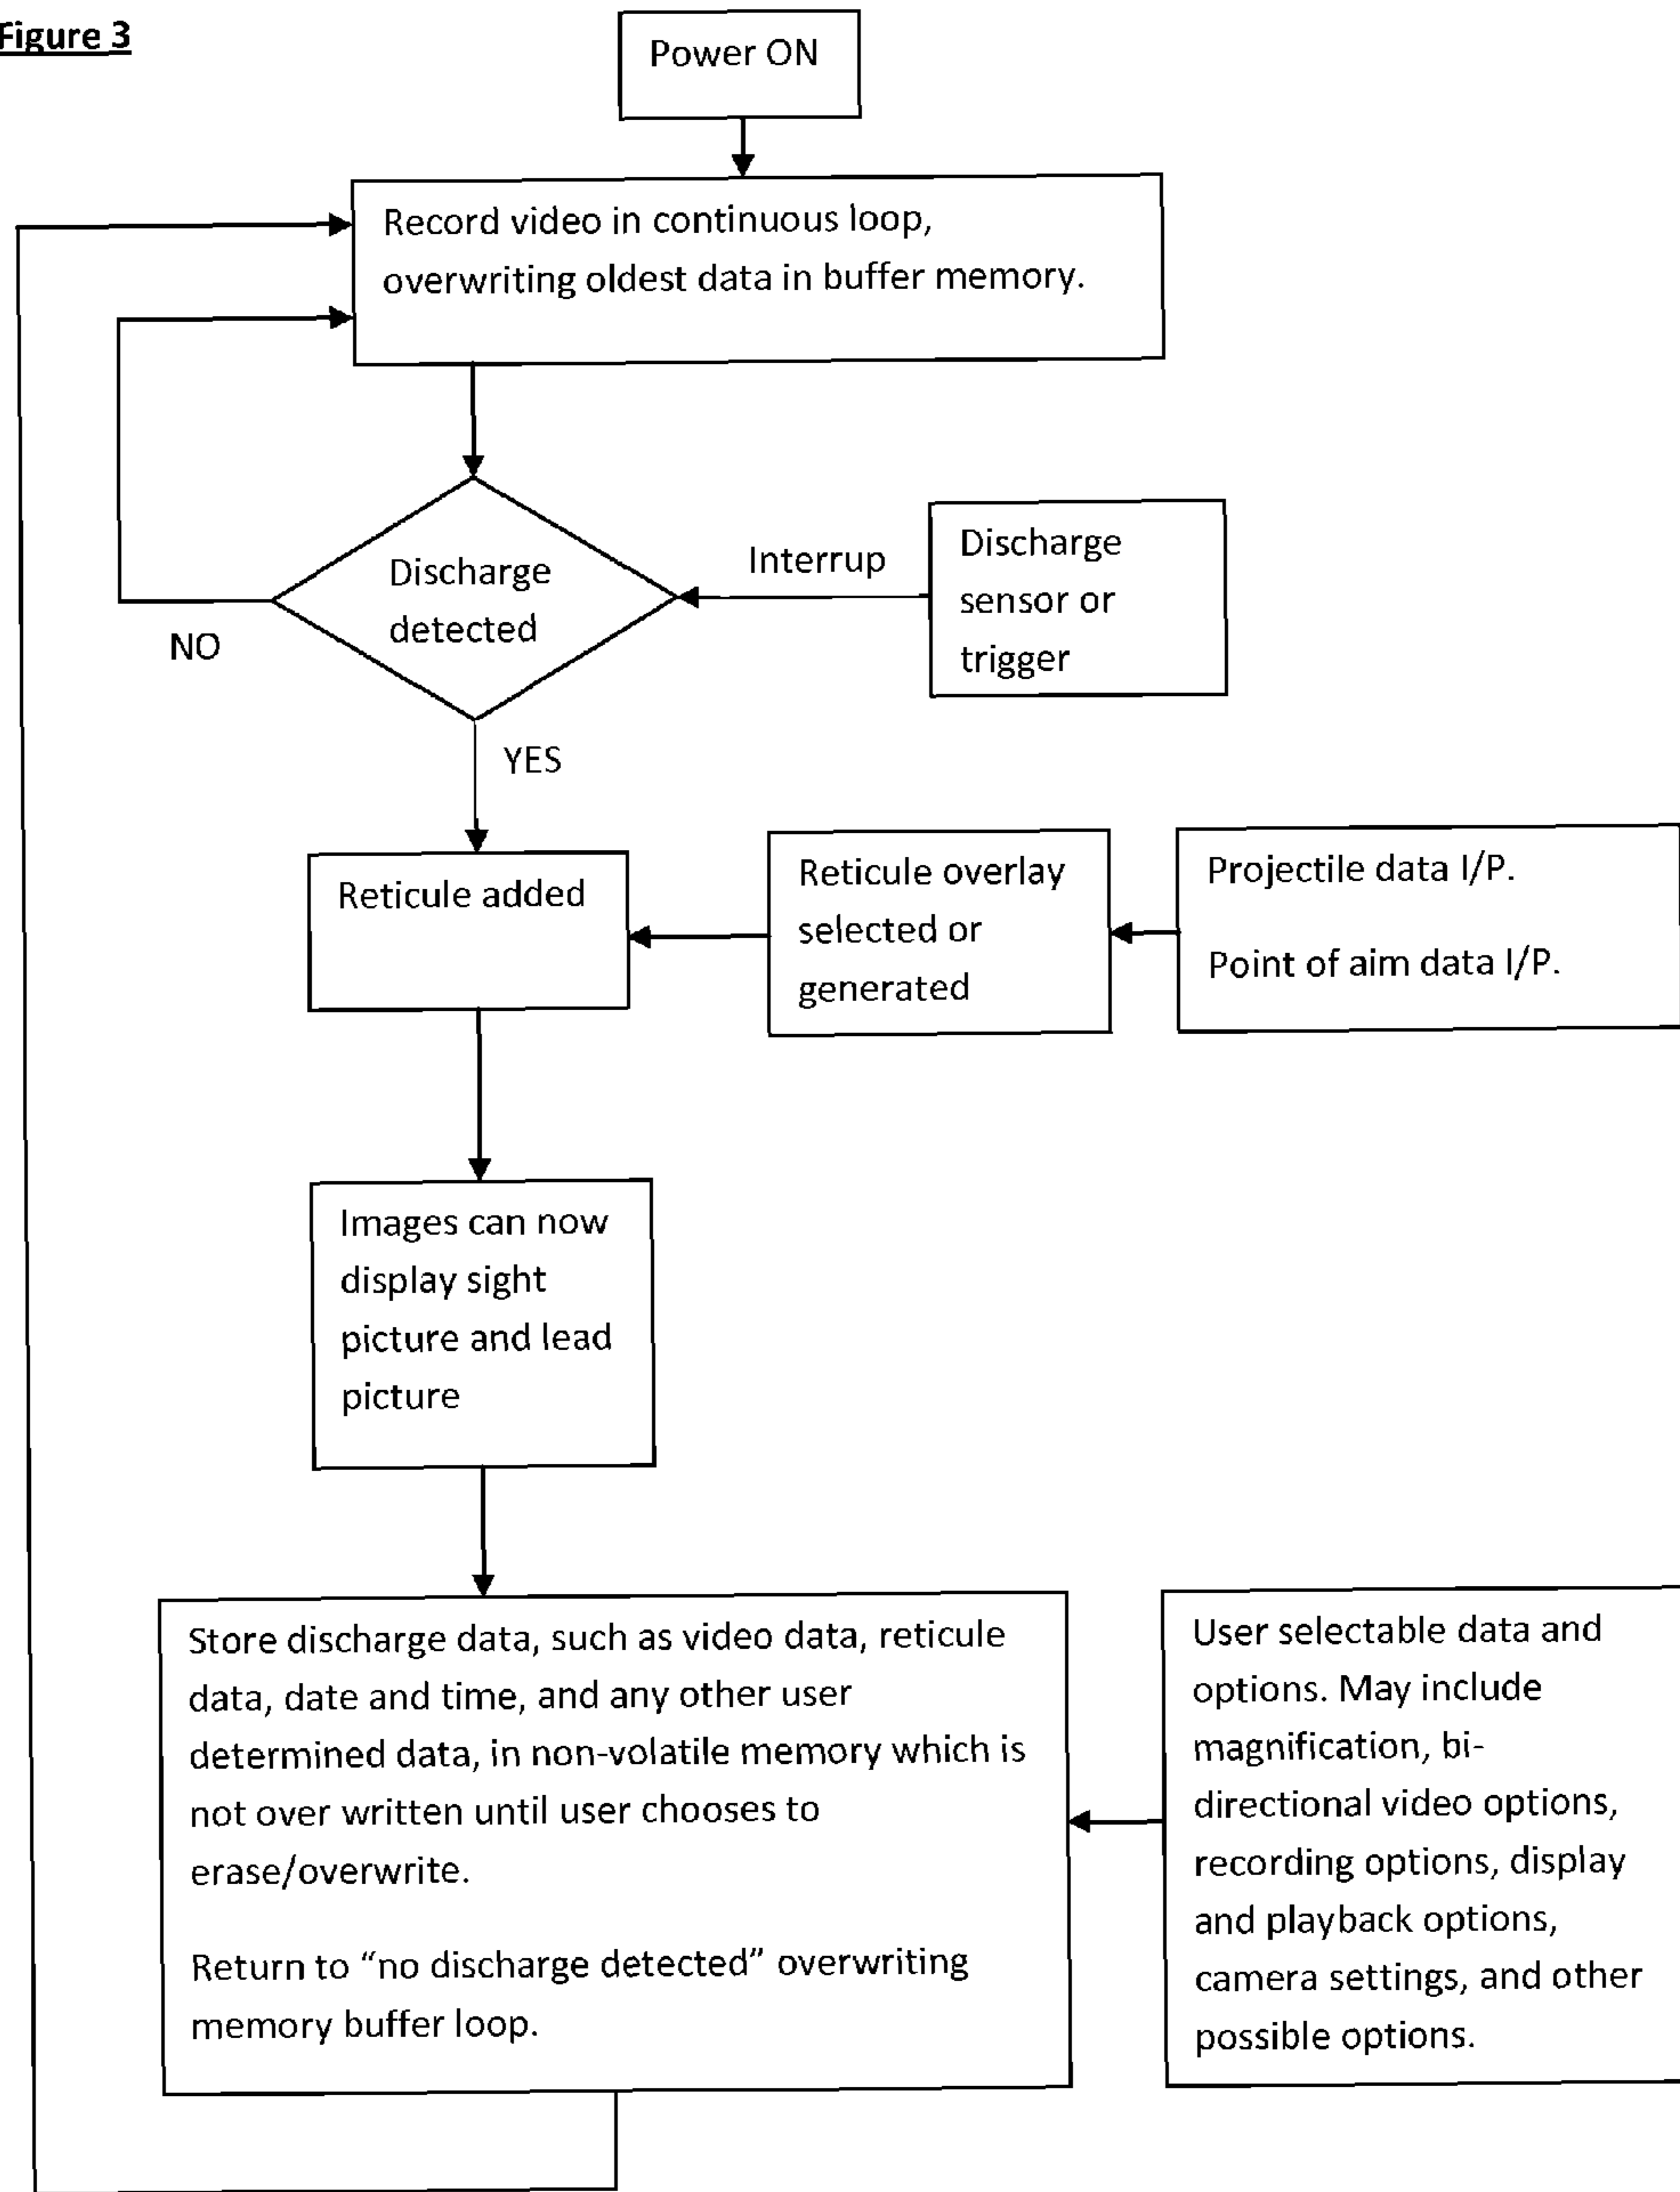 Figure 3
Power ON
Record video in continuous loop,
overwriting oldest data in buffer memory.
Discharge
detected
Interrup
Discharge
sensor or
trigger
NO
YES
Reticule added
Reticule overlay
selected or
generated
Projectile data I/P.
Point of aim data I/P.
Images can now
display sight
picture and lead
picture
Store discharge data, such as video data, reticule
data, date and time, and any other user
determined data, in non-volatile memory which is
not over written until user chooses to
erase/overwrite.
Return to “no discharge detected” overwriting
memory buffer loop.
User selectable data and
options. May include
magnification, bi-
directional video options,
recording options, display
and playback options,
camera settings, and other
possible options.